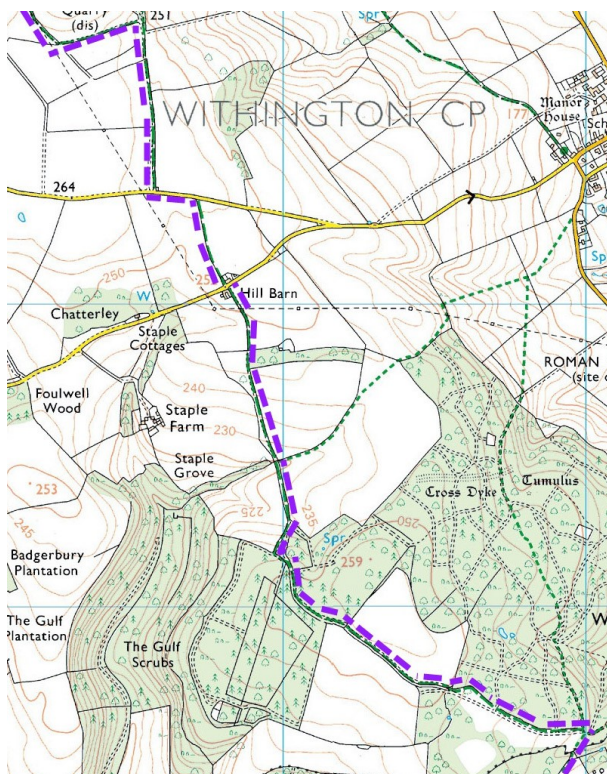 Quarry
(dis)
251
Spr
WITHINGTON CP
177
Manor
House
Sch
264
250
Hill Barn
W
Chatterley
Staple
Cottages
Sp
ROMAN
(site o
Foulwell
Wood
240
Staple
Farm
230
Staple
Grove
253
245
225
235
Spr
259
250
Cross Dyke
Tumulus
Badgerbury
Plantation
The Gulf
Plantation
The Gulf
Scrubs
W